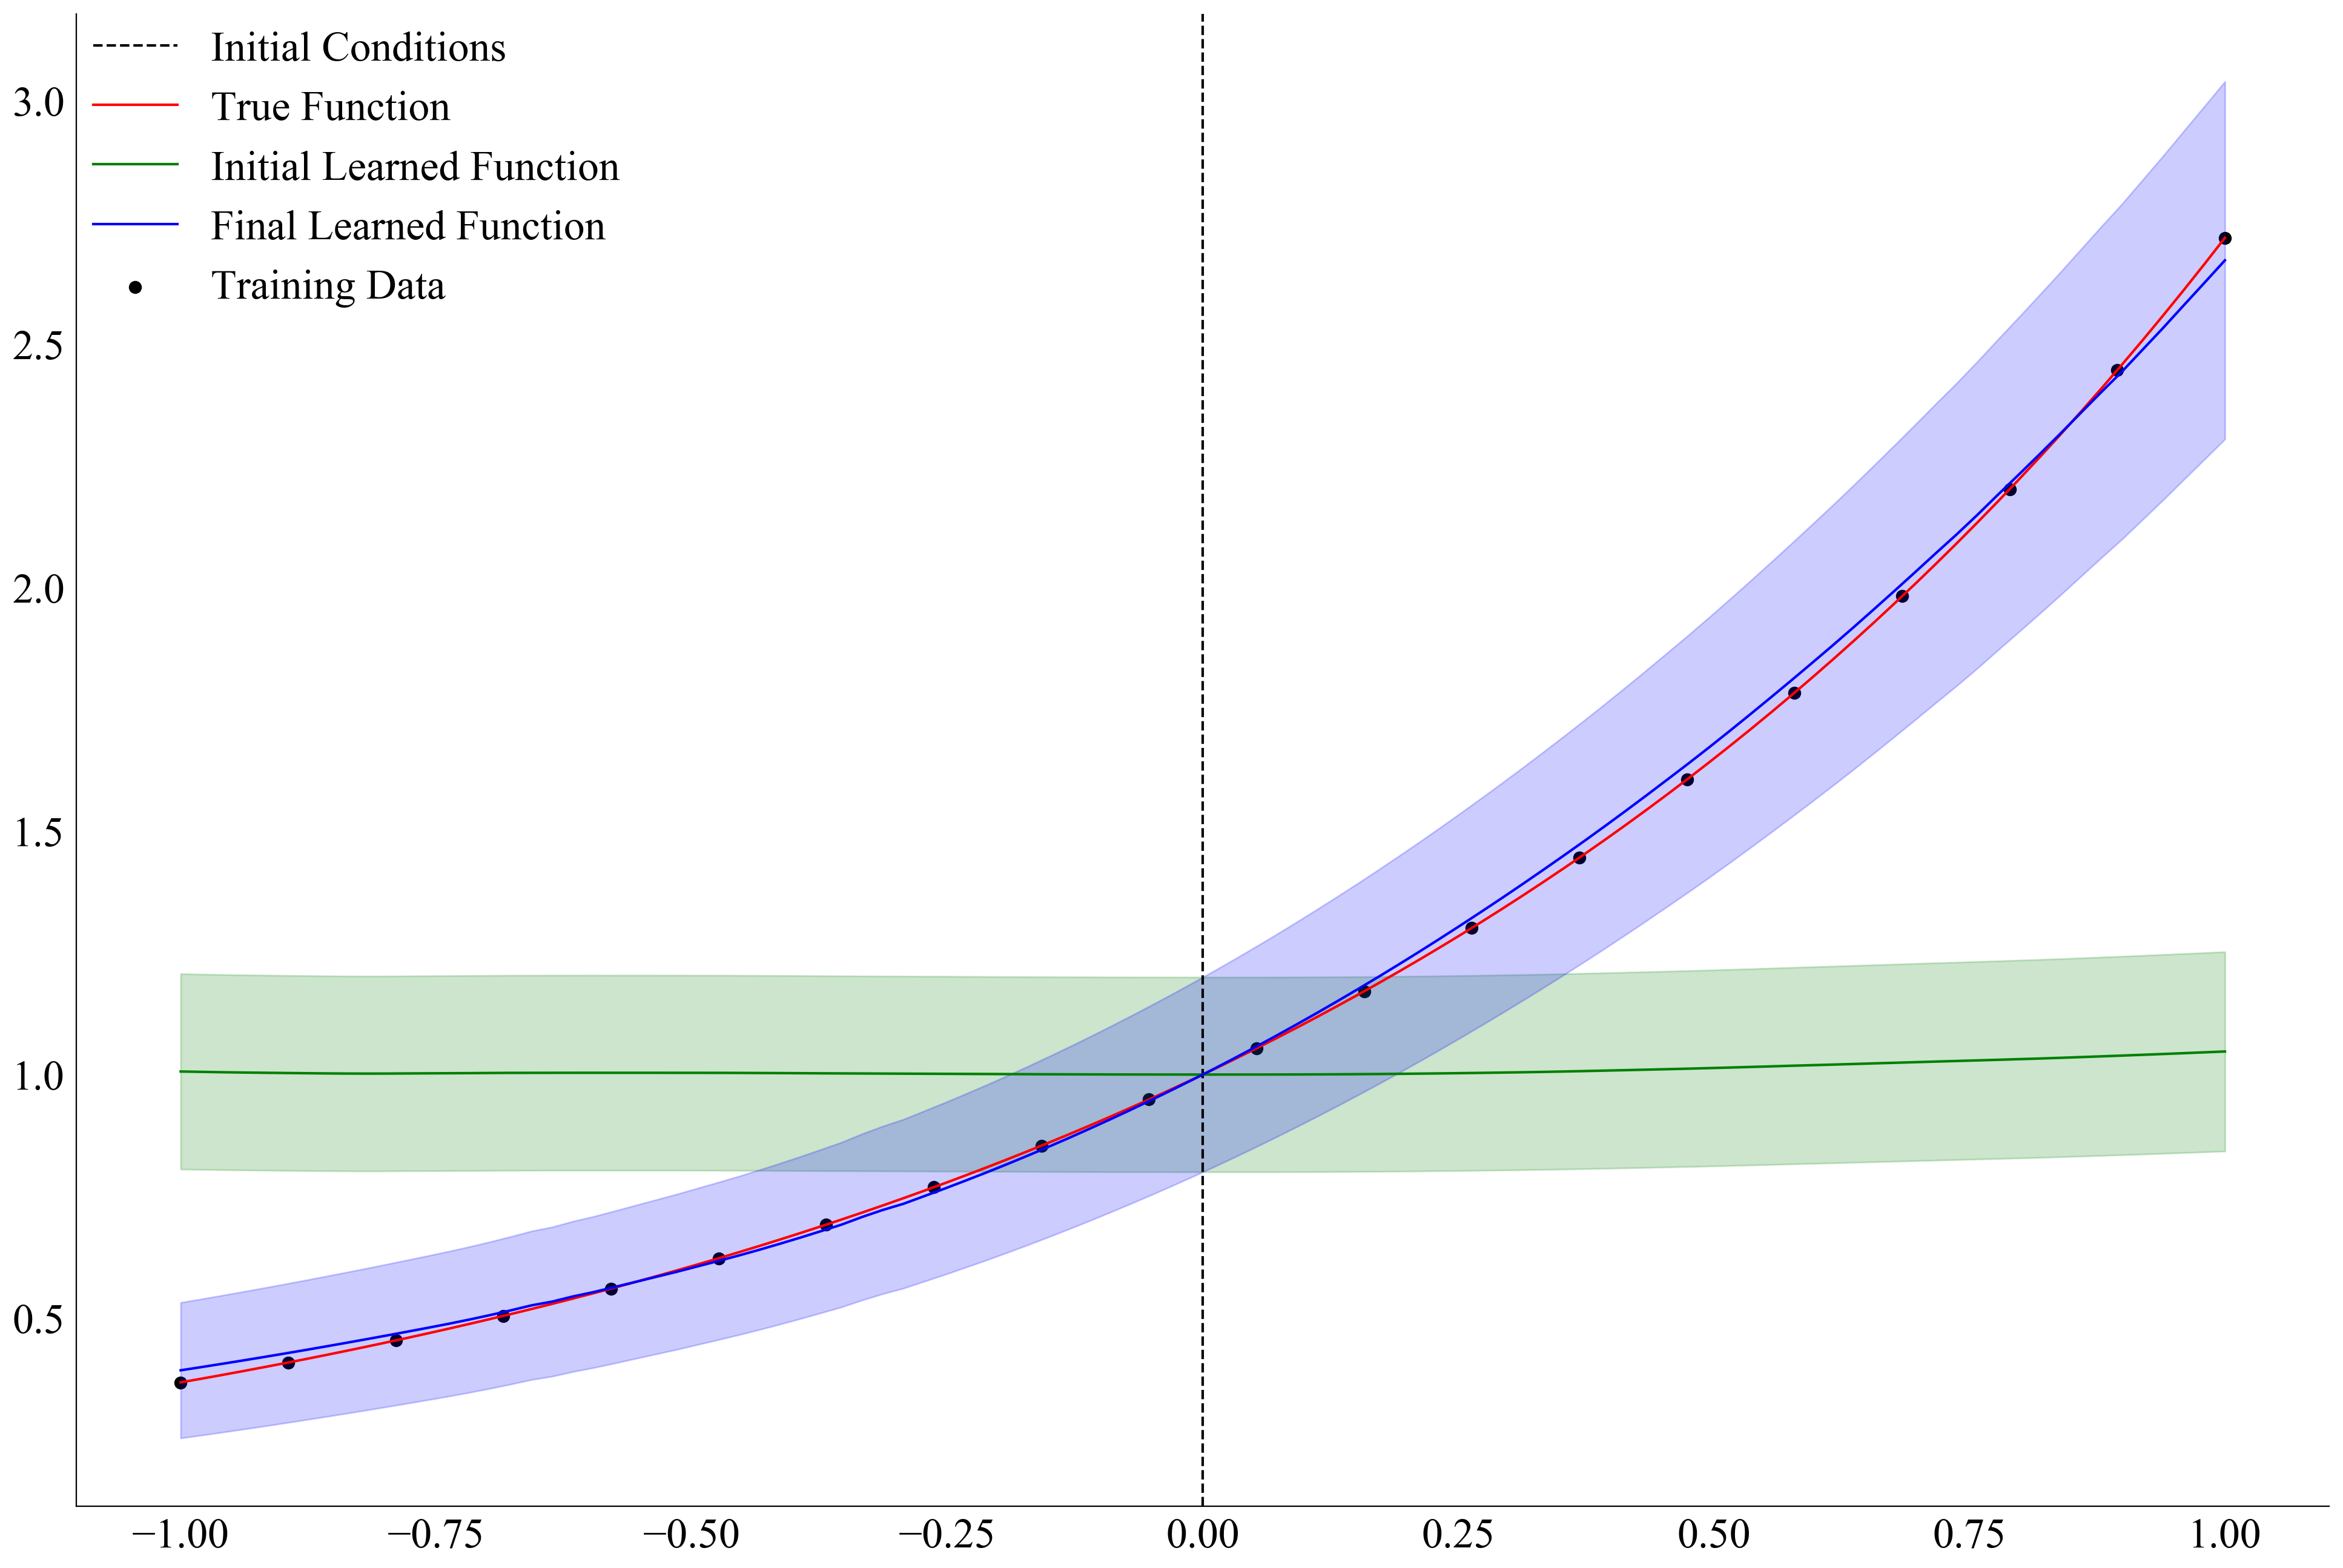 Initial Conditions
True Function
Initial Learned Function
Final Learned Function
Training Data
3.0
2.5
2.0
1.5
1.0
0.5
−1.00 −0.75 −0.50 −0.25 0.00 0.25 0.50 0.75 1.00